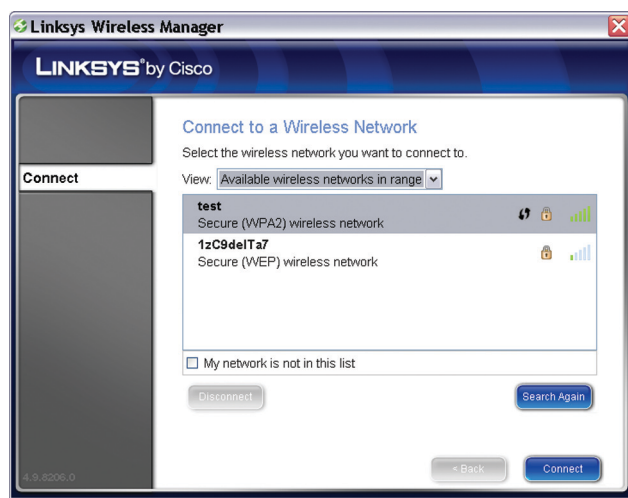 Linksys Wireless Manager
LINKSYS® by Cisco
Connect to a Wireless Network
Select the wireless network you want to connect to.
Connect
View: Available wireless networks in range
test
Secure (WPA2) wireless network
1zC9delTa7
Secure (WEP) wireless network
My network is not in this list
Disconnect
Search Again
4.9.8206.0
< Back
Connect